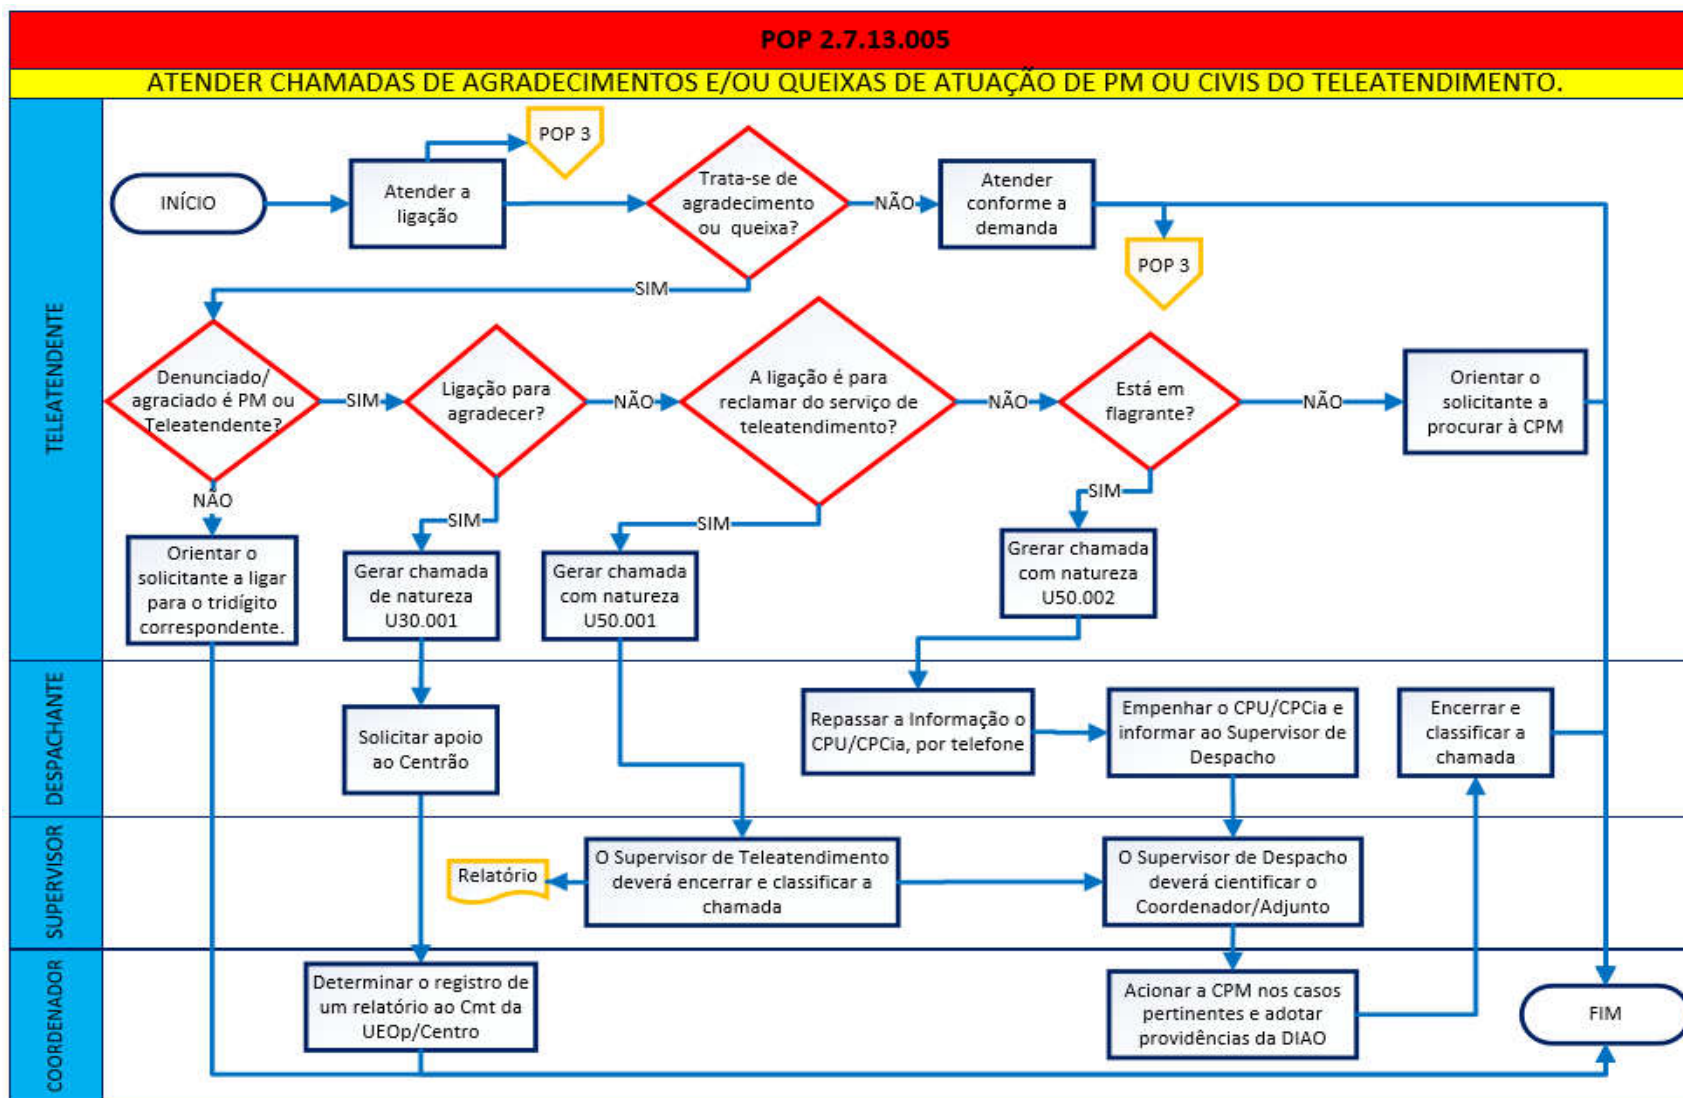 POP 2.7.13.005
ATENDER CHAMADAS DE AGRADECIMENTOS E/OU QUEIXAS DE ATUAÇÃO DE PM OU CIVIS DO TELEATENDIMENTO.
TELEATENDENTE
INÍCIO
Atender a
ligação
POP 3
Trata-se de
agradecimento
ou queixa?
NÃO
Atender
conforme a
demanda
POP 3
SIM
Denunciado/
agraciado é PM ou
Teleatendente?
SIM
Ligação para
agradecer?
NÃO
A ligação é para
reclamar do serviço de
teleatendimento?
NÃO
Está em
flagrante?
NÃO
Orientar o
solicitante a
procurar à CPM
NÃO
SIM
SIM
SIM
Orientar o
solicitante a ligar
para o tridígito
correspondente.
Gerar chamada
de natureza
U30.001
Gerar chamada
com natureza
U50.001
Grerar chamada
com natureza
U50.002
DESPACHANTE
Solicitar apoio
ao Centrão
Repassar a Informação o
CPU/CPCia, por telefone
Empenhar o CPU/CPCia e
informar ao Supervisor de
Despacho
Encerrar e
classificar a
chamada
SUPERVISOR
Relatório
O Supervisor de Teleatendimento
deverá encerrar e classificar a
chamada
O Supervisor de Despacho
deverá cientificar o
Coordenador/Adjunto
COORDENADOR
Determinar o registro de
um relatório ao Cmt da
UEOp/Centro
Acionar a CPM nos casos
pertinentes e adotar
providências da DIAO
FIM